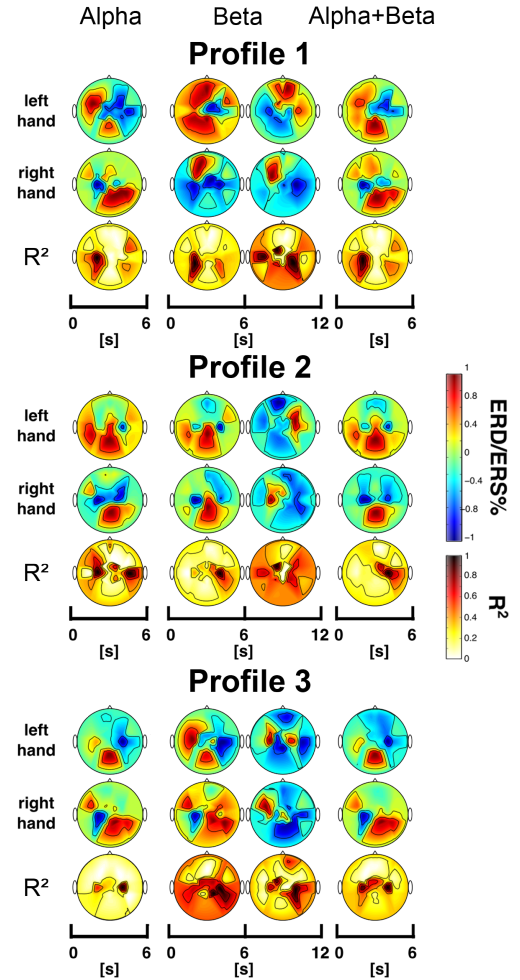 Alpha Beta Alpha+Beta
Profile 1
left
hand
right
hand
R²
0 6 0 6 12 0 6
[s] [s] [s]
Profile 2
left
hand
right
hand
R²
0 6 0 6 12 0 6
[s] [s] [s]
1
0.8
0.4
0
−0.4
−0.8
−1
ERD/ERS%
1
0.8
0.6
0.4
0.2
0
R²
Profile 3
left
hand
right
hand
R²
0 6 0 6 12 0 6
[s] [s] [s]